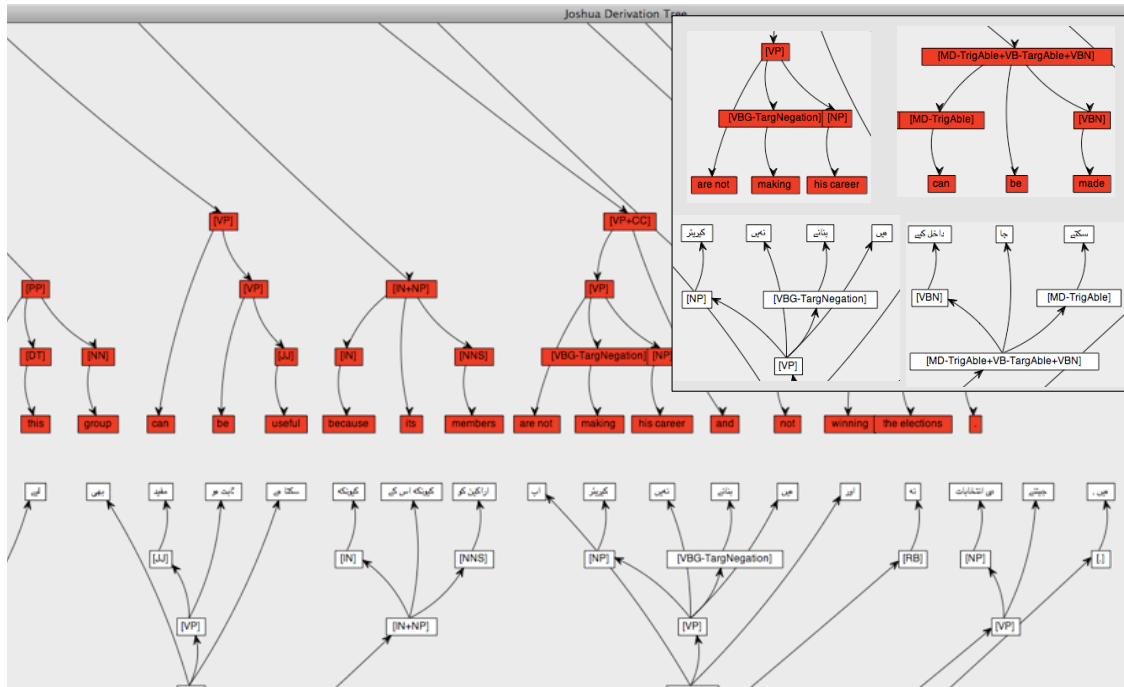 Joshua Derivation Tree
[VP] [MD-TrigAble+VB-TargAble+VBN]
[VBG-TargNegation] [NP] [MD-TrigAble] [VBN]
are not making his career can be made
[VP] [VP+CC]
کیریئر نہیں بنانے میں داخل کیے جا سکتے
[PP] [VP] [IN+NP] [VP]
[NP] [VBG-TargNegation] [VBN] [MD-TrigAble]
[DT] [NN] [JJ] [IN] [NNS] [VBG-TargNegation] [NP]
[VP] [MD-TrigAble+VB-TargAble+VBN]
this group can be useful because its members are not making his career and not winning the elections .
لیے بھی مفید ثابت ہو سکتا ہے کیونکہ کیونکہ اس کے اراکین کو اپ کیریئر نہیں بنانے میں اور نہ ہی انتخابات جیتنے میں .
[JJ] [IN] [NNS] [NP] [VBG-TargNegation] [RB] [NP] [.]
[VP] [IN+NP] [VP] [VP]